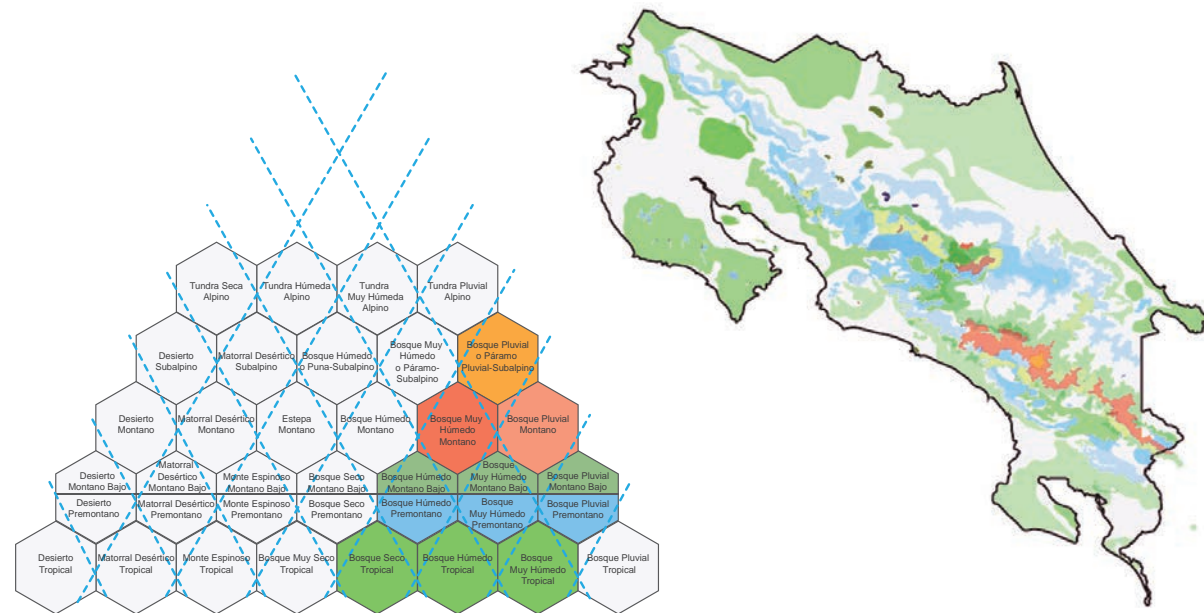 Tundra Seca
Alpino
Tundra Húmeda
Alpino
Tundra
Muy Húmeda
Alpino
Tundra Pluvial
Alpino
Desierto
Subalpino
Matorral Desértico
Subalpino
Bosque Húmedo
o Puna-Subalpino
Bosque Muy
Húmedo
o Páramo-
Subalpino
Bosque Pluvial
o Páramo
Pluvial-Subalpino
Desierto
Montano
Matorral Desértico
Montano
Estepa
Montano
Bosque Húmedo
Montano
Bosque Muy
Húmedo
Montano
Bosque Pluvial
Montano
Desierto
Montano Bajo
Matorral
Desértico
Montano Bajo
Monte Espinoso
Montano Bajo
Bosque Seco
Montano Bajo
Bosque Húmedo
Montano Bajo
Bosque
Muy Húmedo
Montano Bajo
Bosque Pluvial
Montano Bajo
Desierto
Premontano
Matorral Desértico
Premontano
Monte Espinoso
Premontano
Bosque Seco
Premontano
Bosque Húmedo
Premontano
Bosque
Muy Húmedo
Premontano
Bosque Pluvial
Premontano
Desierto
Tropical
Matorral Desértico
Tropical
Monte Espinoso
Tropical
Bosque Muy Seco
Tropical
Bosque Seco
Tropical
Bosque Húmedo
Tropical
Bosque
Muy Húmedo
Tropical
Bosque Pluvial
Tropical